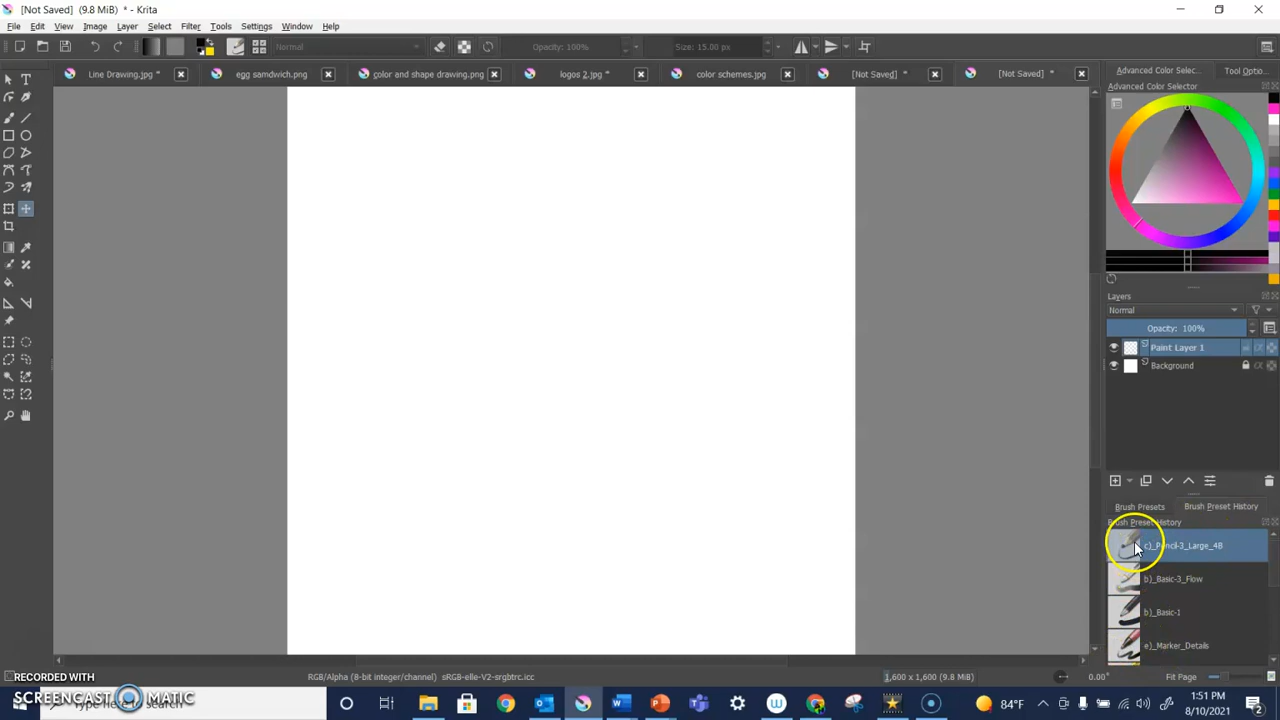 [Not Saved] (9.8 MiB) * - Krita
File Edit View Image Layer Select Filter Tools Settings Window Help
Normal Opacity: 100% Size: 15.00 px
Line Drawing.jpg * egg samdwich.png color and shape drawing.png logos 2.jpg * color schemes.jpg [Not Saved] * [Not Saved] *
Advanced Color Selec... Tool Optio...
Advanced Color Selector
Layers
Normal
Opacity: 100%
Paint Layer 1
Background
Brush Presets Brush Preset History
Brush Preset History
c)_Pencil-3_Large_4B
b)_Basic-3_Flow
b)_Basic-1
e)_Marker_Details
RGB/Alpha (8-bit integer/channel) sRGB-elle-V2-srgbtrc.icc 1,600 x 1,600 (9.8 MiB) 0.00° Fit Page
RECORDED WITH
SCREENCAST MATIC
84°F 1:51 PM
8/10/2021
2